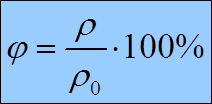 φ = ρ / ρ₀ · 100%